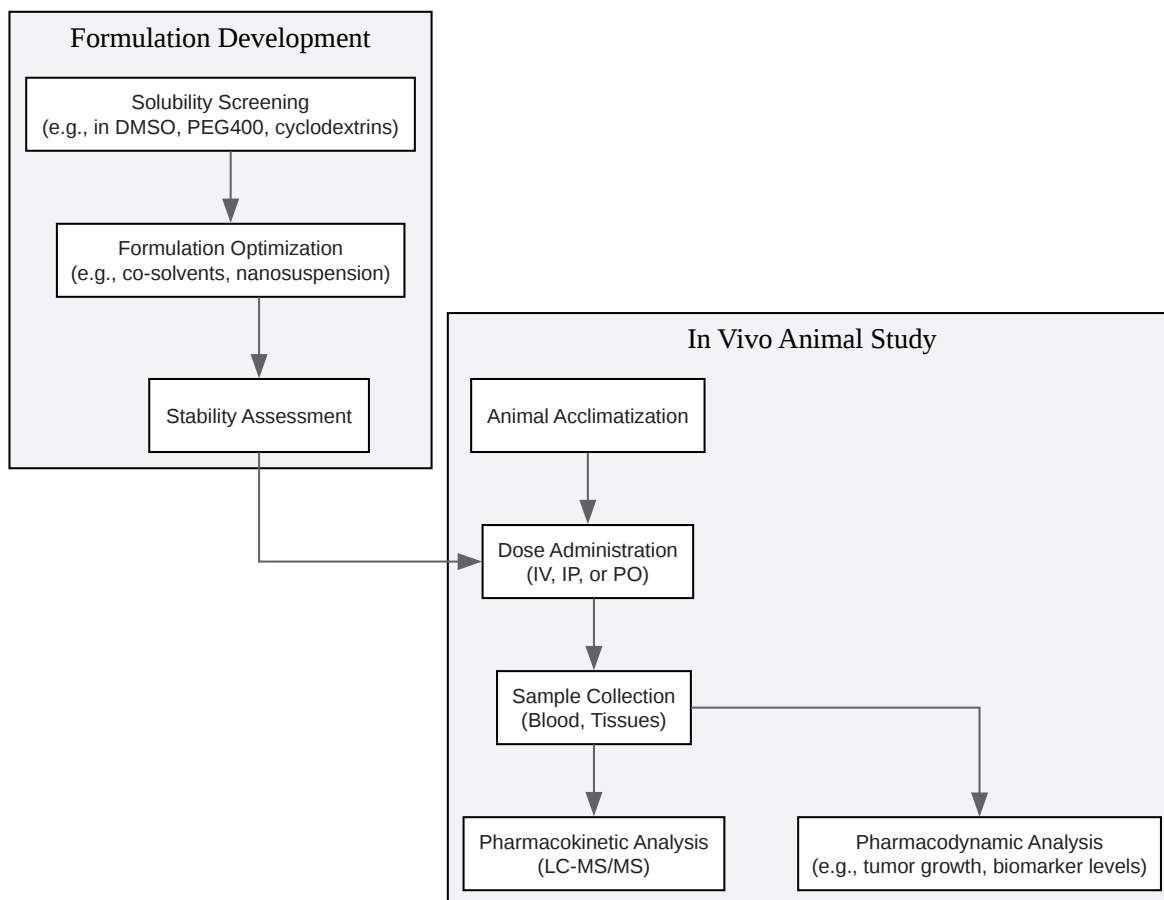 Formulation Development
Solubility Screening
(e.g., in DMSO, PEG400, cyclodextrins)
Formulation Optimization
(e.g., co-solvents, nanosuspension)
Stability Assessment
In Vivo Animal Study
Animal Acclimatization
Dose Administration
(IV, IP, or PO)
Sample Collection
(Blood, Tissues)
Pharmacokinetic Analysis
(LC-MS/MS)
Pharmacodynamic Analysis
(e.g., tumor growth, biomarker levels)